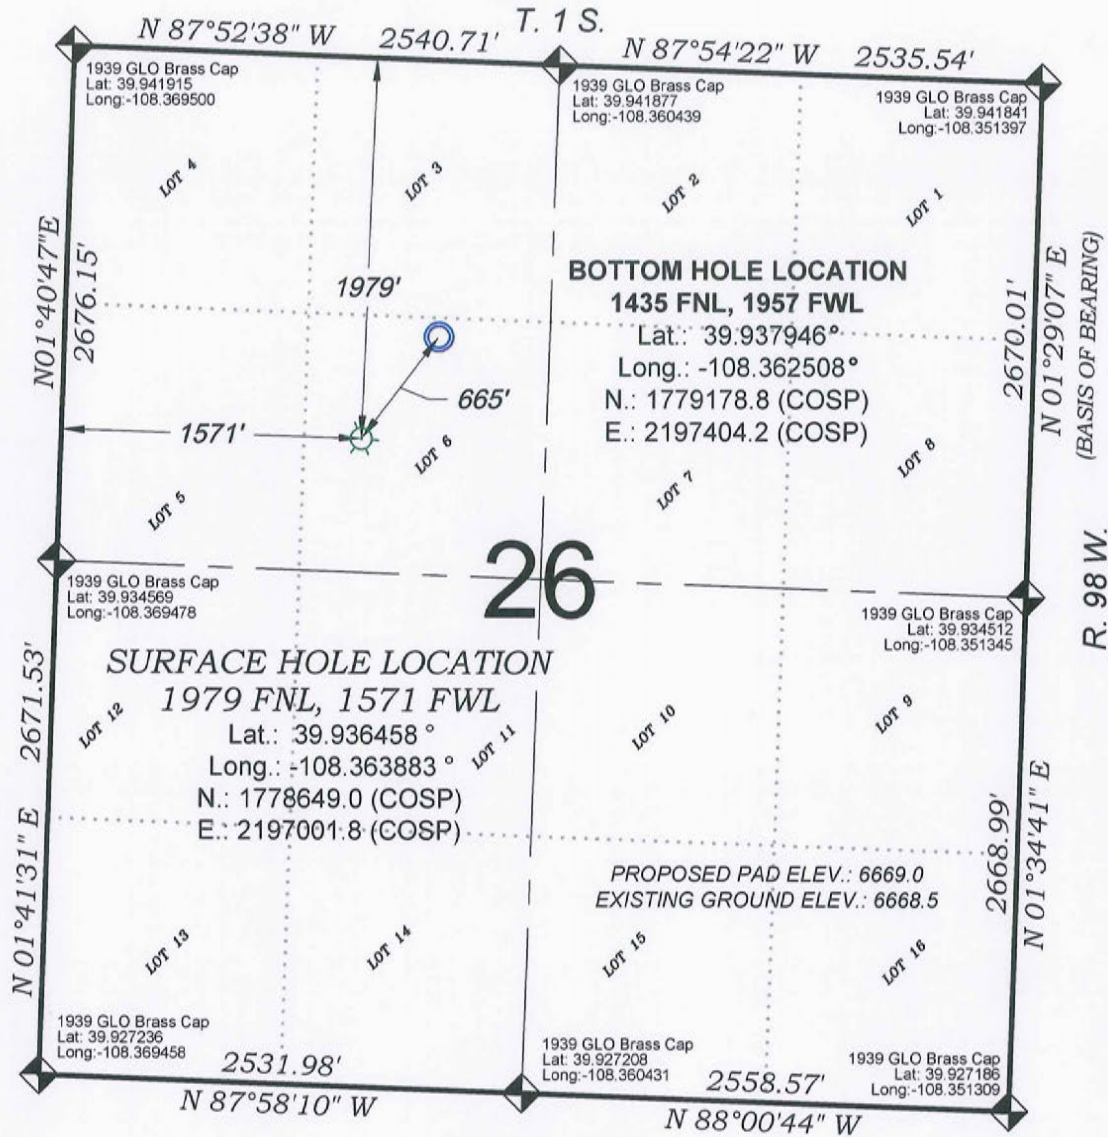 T. 1 S.
N 87°52'38" W 2540.71'
N 87°54'22" W 2535.54'
1939 GLO Brass Cap
Lat: 39.941915
Long:-108.369500
1939 GLO Brass Cap
Lat: 39.941877
Long:-108.360439
1939 GLO Brass Cap
Lat: 39.941841
Long:-108.351397
LOT 4
LOT 3
LOT 2
LOT 1
N01°40'47"E
2676.15'
1979'
BOTTOM HOLE LOCATION
1435 FNL, 1957 FWL
Lat.: 39.937946°
Long.: -108.362508°
N.: 1779178.8 (COSP)
E.: 2197404.2 (COSP)
2670.01'
N 01°29'07" E
(BASIS OF BEARING)
665'
1571'
LOT 5
LOT 6
LOT 7
LOT 8
26
1939 GLO Brass Cap
Lat: 39.934569
Long:-108.369478
1939 GLO Brass Cap
Lat: 39.934512
Long:-108.351345
R. 98 W.
SURFACE HOLE LOCATION
1979 FNL, 1571 FWL
Lat.: 39.936458 °
Long.: -108.363883 °
N.: 1778649.0 (COSP)
E.: 2197001.8 (COSP)
LOT 12
LOT 11
LOT 10
LOT 9
N 01°41'31" E 2671.53'
2668.99'
N 01°34'41" E
PROPOSED PAD ELEV.: 6669.0
EXISTING GROUND ELEV.: 6668.5
LOT 13
LOT 14
LOT 15
LOT 16
1939 GLO Brass Cap
Lat: 39.927236
Long:-108.369458
1939 GLO Brass Cap
Lat: 39.927208
Long:-108.360431
1939 GLO Brass Cap
Lat: 39.927186
Long:-108.351309
2531.98'
N 87°58'10" W
2558.57'
N 88°00'44" W